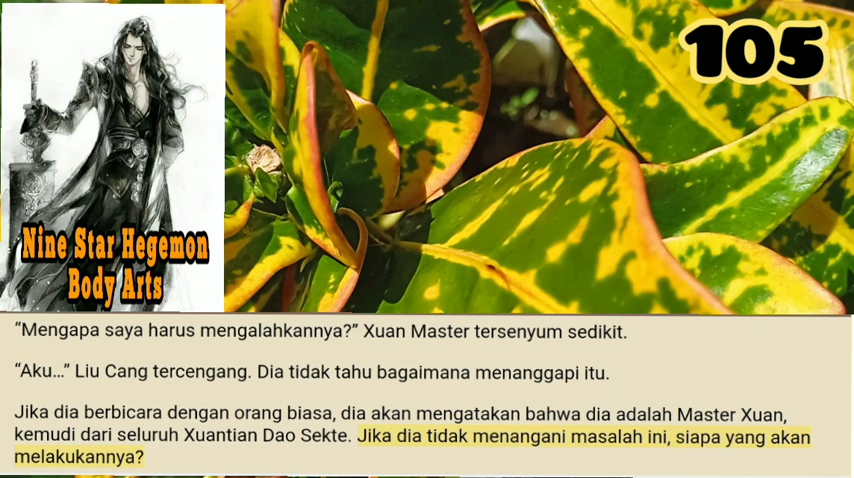 105
Nine Star Hegemon
Body Arts
“Mengapa saya harus mengalahkannya?” Xuan Master tersenyum sedikit.
“Aku…” Liu Cang tercengang. Dia tidak tahu bagaimana menanggapi itu.
Jika dia berbicara dengan orang biasa, dia akan mengatakan bahwa dia adalah Master Xuan,
kemudi dari seluruh Xuantian Dao Sekte. Jika dia tidak menangani masalah ini, siapa yang akan
melakukannya?